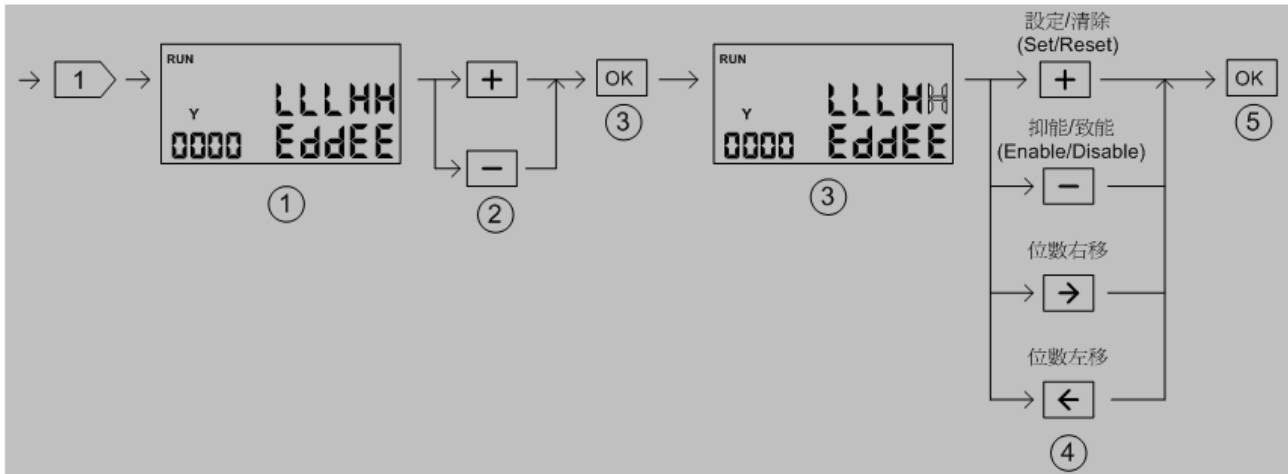 1
RUN
LLLHH
Y
0000 EddEE
①
+
−
②
OK
③
RUN
LLLHH
Y
0000 EddEE
③
設定/清除
(Set/Reset)
+
抑能/致能
(Enable/Disable)
−
位數右移
→
位數左移
←
④
OK
⑤